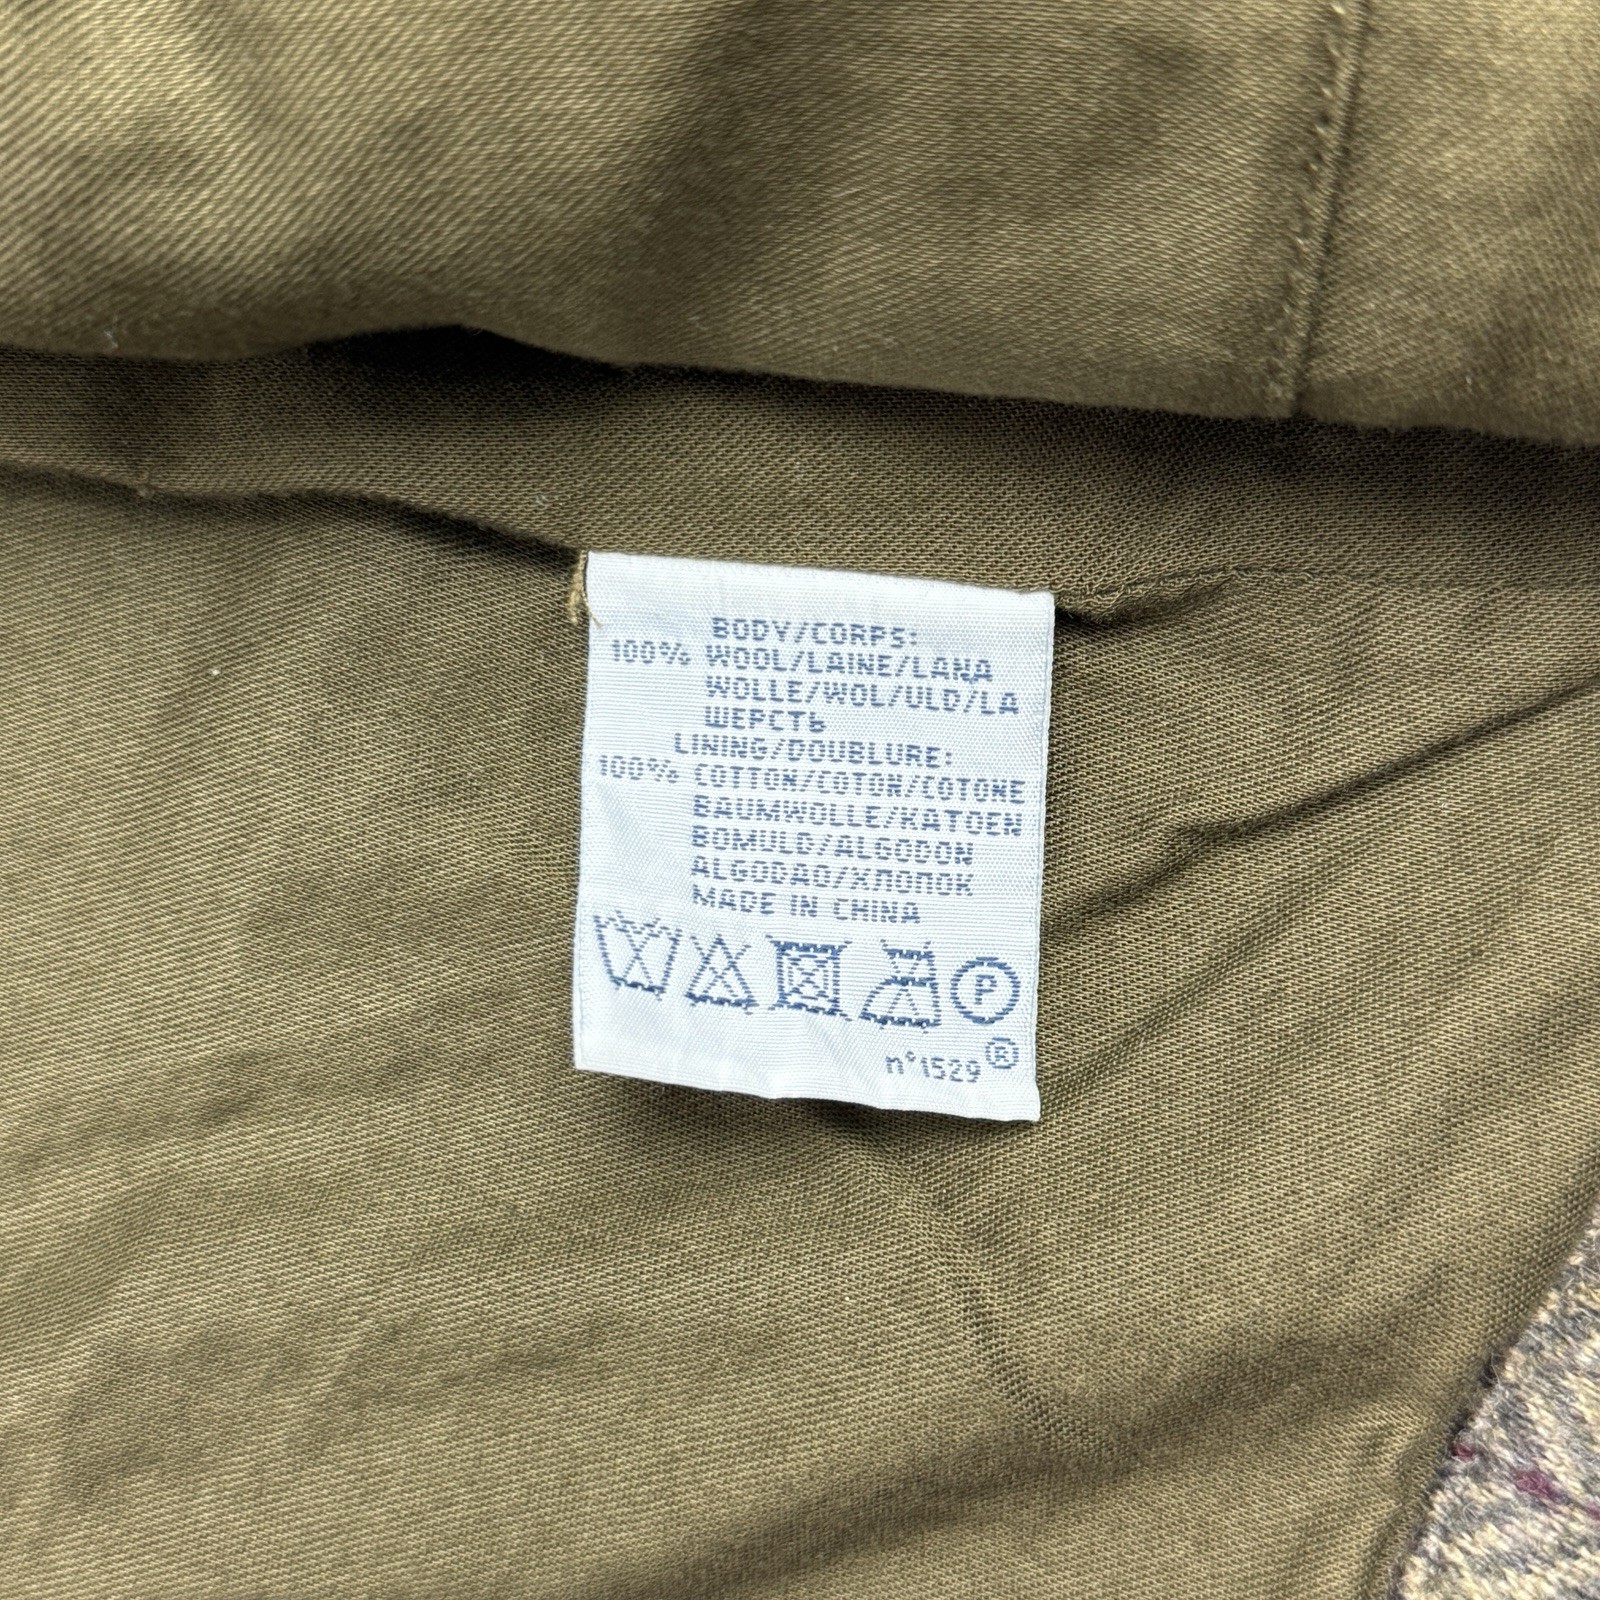 BODY/CORPS:
100% WOOL/LAINE/LANA
WOLLE/WOL/ULD/LA
ШЕРСТЬ
LINING/DOUBLURE:
100% COTTON/COTON/COTONE
BAUMWOLLE/KATOEN
BOMULD/ALGODON
ALGODAO/ХЛОПОК
MADE IN CHINA
P
n°1529®